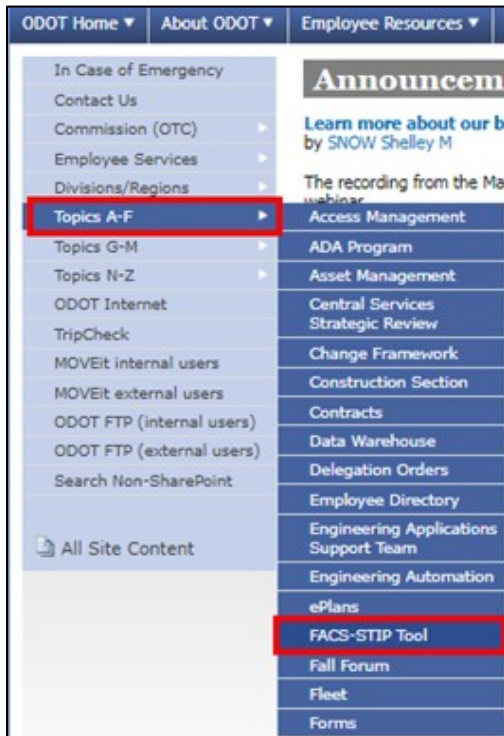 ODOT Home ▼ About ODOT ▼ Employee Resources ▼
In Case of Emergency
Contact Us
Commission (OTC)
Employee Services
Divisions/Regions
Topics A-F
Topics G-M
Topics N-Z
ODOT Internet
TripCheck
MOVEit internal users
MOVEit external users
ODOT FTP (internal users)
ODOT FTP (external users)
Search Non-SharePoint
All Site Content
Announcem
Learn more about our b
by SNOW Shelley M
The recording from the Ma
webinar
Access Management
ADA Program
Asset Management
Central Services
Strategic Review
Change Framework
Construction Section
Contracts
Data Warehouse
Delegation Orders
Employee Directory
Engineering Applications
Support Team
Engineering Automation
ePlans
FACS-STIP Tool
Fall Forum
Fleet
Forms